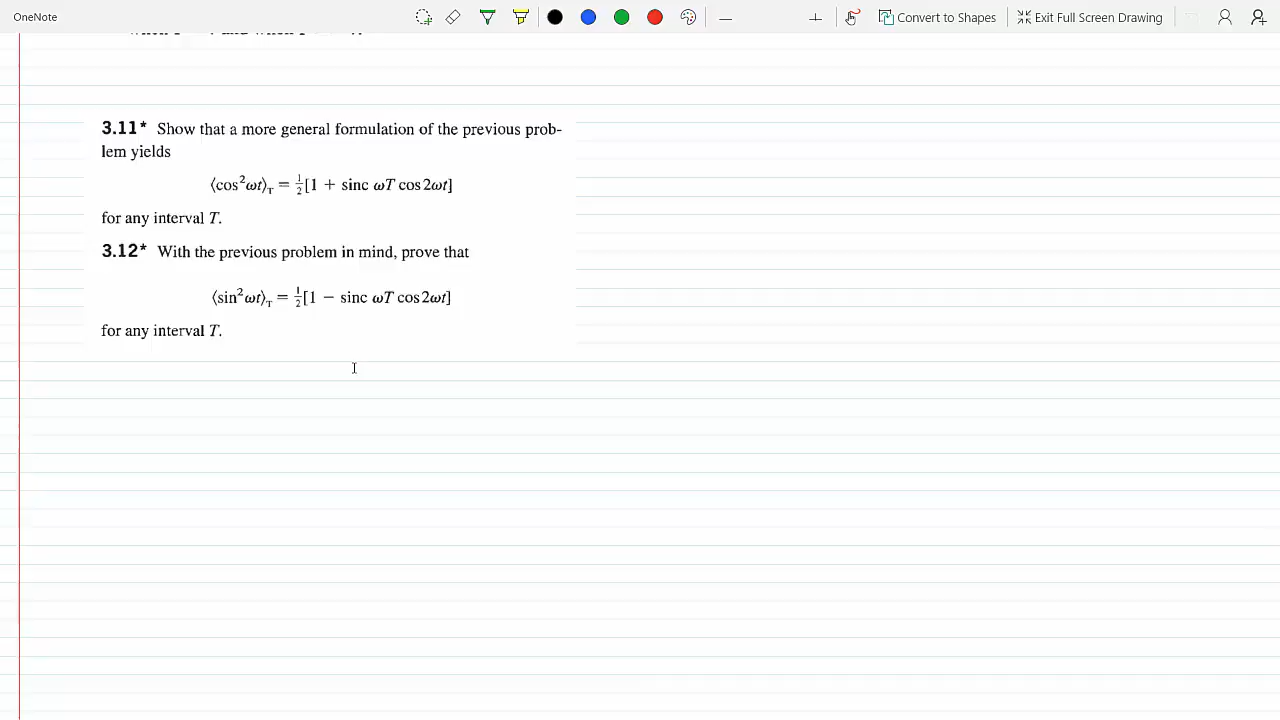 OneNote
Convert to Shapes
Exit Full Screen Drawing
3.11* Show that a more general formulation of the previous prob-
lem yields
⟨cos²ωt⟩_T = ½[1 + sinc ωT cos 2ωt]
for any interval T.
3.12* With the previous problem in mind, prove that
⟨sin²ωt⟩_T = ½[1 − sinc ωT cos 2ωt]
for any interval T.